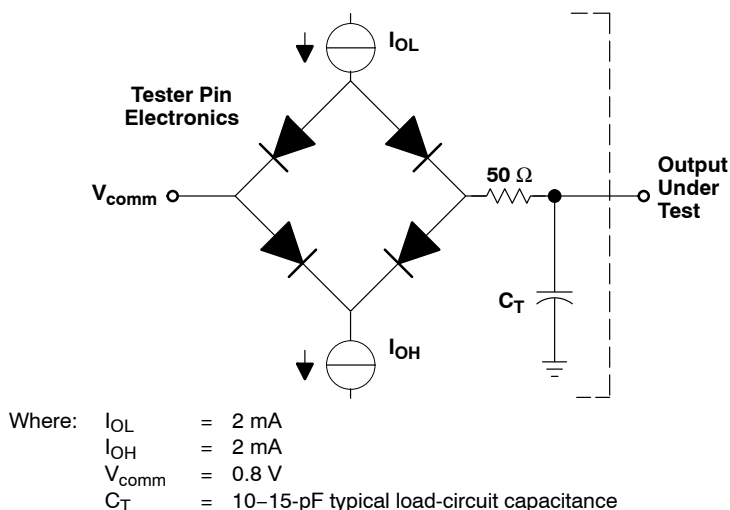 I_OL
Tester Pin
Electronics
V_comm
50 Ω
Output
Under
Test
C_T
I_OH
Where: I_OL = 2 mA
I_OH = 2 mA
V_comm = 0.8 V
C_T = 10–15-pF typical load-circuit capacitance